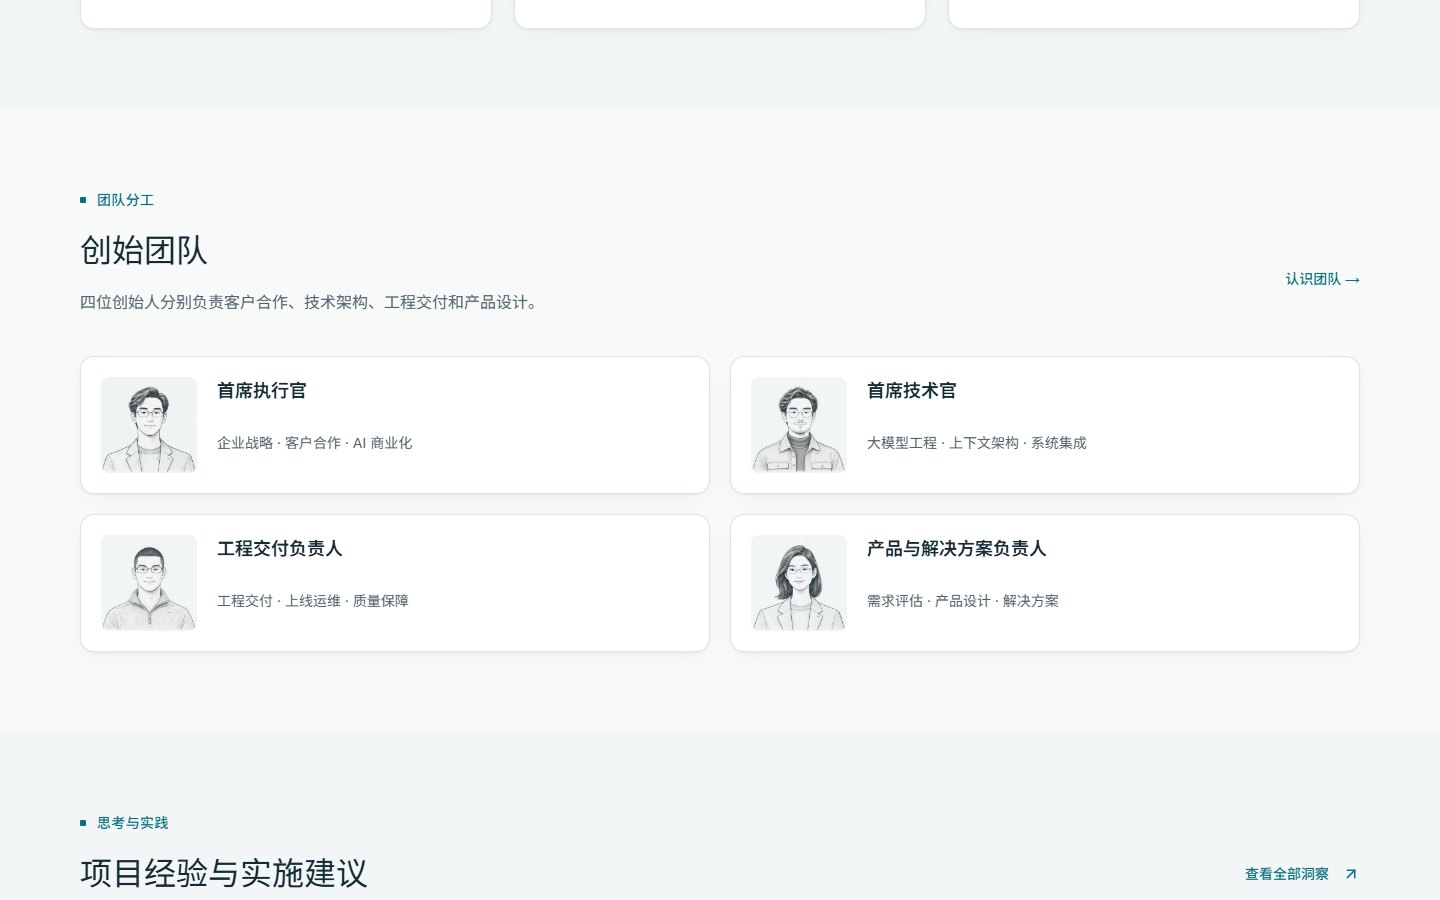 团队分工
创始团队
四位创始人分别负责客户合作、技术架构、工程交付和产品设计。
认识团队 →
首席执行官
企业战略 · 客户合作 · AI 商业化
首席技术官
大模型工程 · 上下文架构 · 系统集成
工程交付负责人
工程交付 · 上线运维 · 质量保障
产品与解决方案负责人
需求评估 · 产品设计 · 解决方案
思考与实践
项目经验与实施建议
查看全部洞察